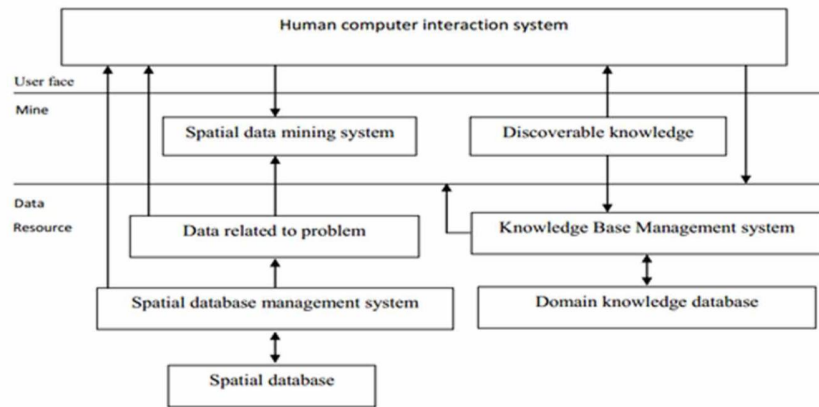 Human computer interaction system
User face
Mine
Spatial data mining system
Discoverable knowledge
Data
Resource
Data related to problem
Knowledge Base Management system
Spatial database management system
Domain knowledge database
Spatial database